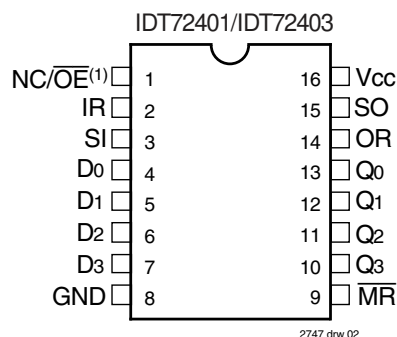 IDT72401/IDT72403
NC/OE(1) 1 16 Vcc
IR 2 15 SO
SI 3 14 OR
D0 4 13 Q0
D1 5 12 Q1
D2 6 11 Q2
D3 7 10 Q3
GND 8 9 MR
2747 drw 02